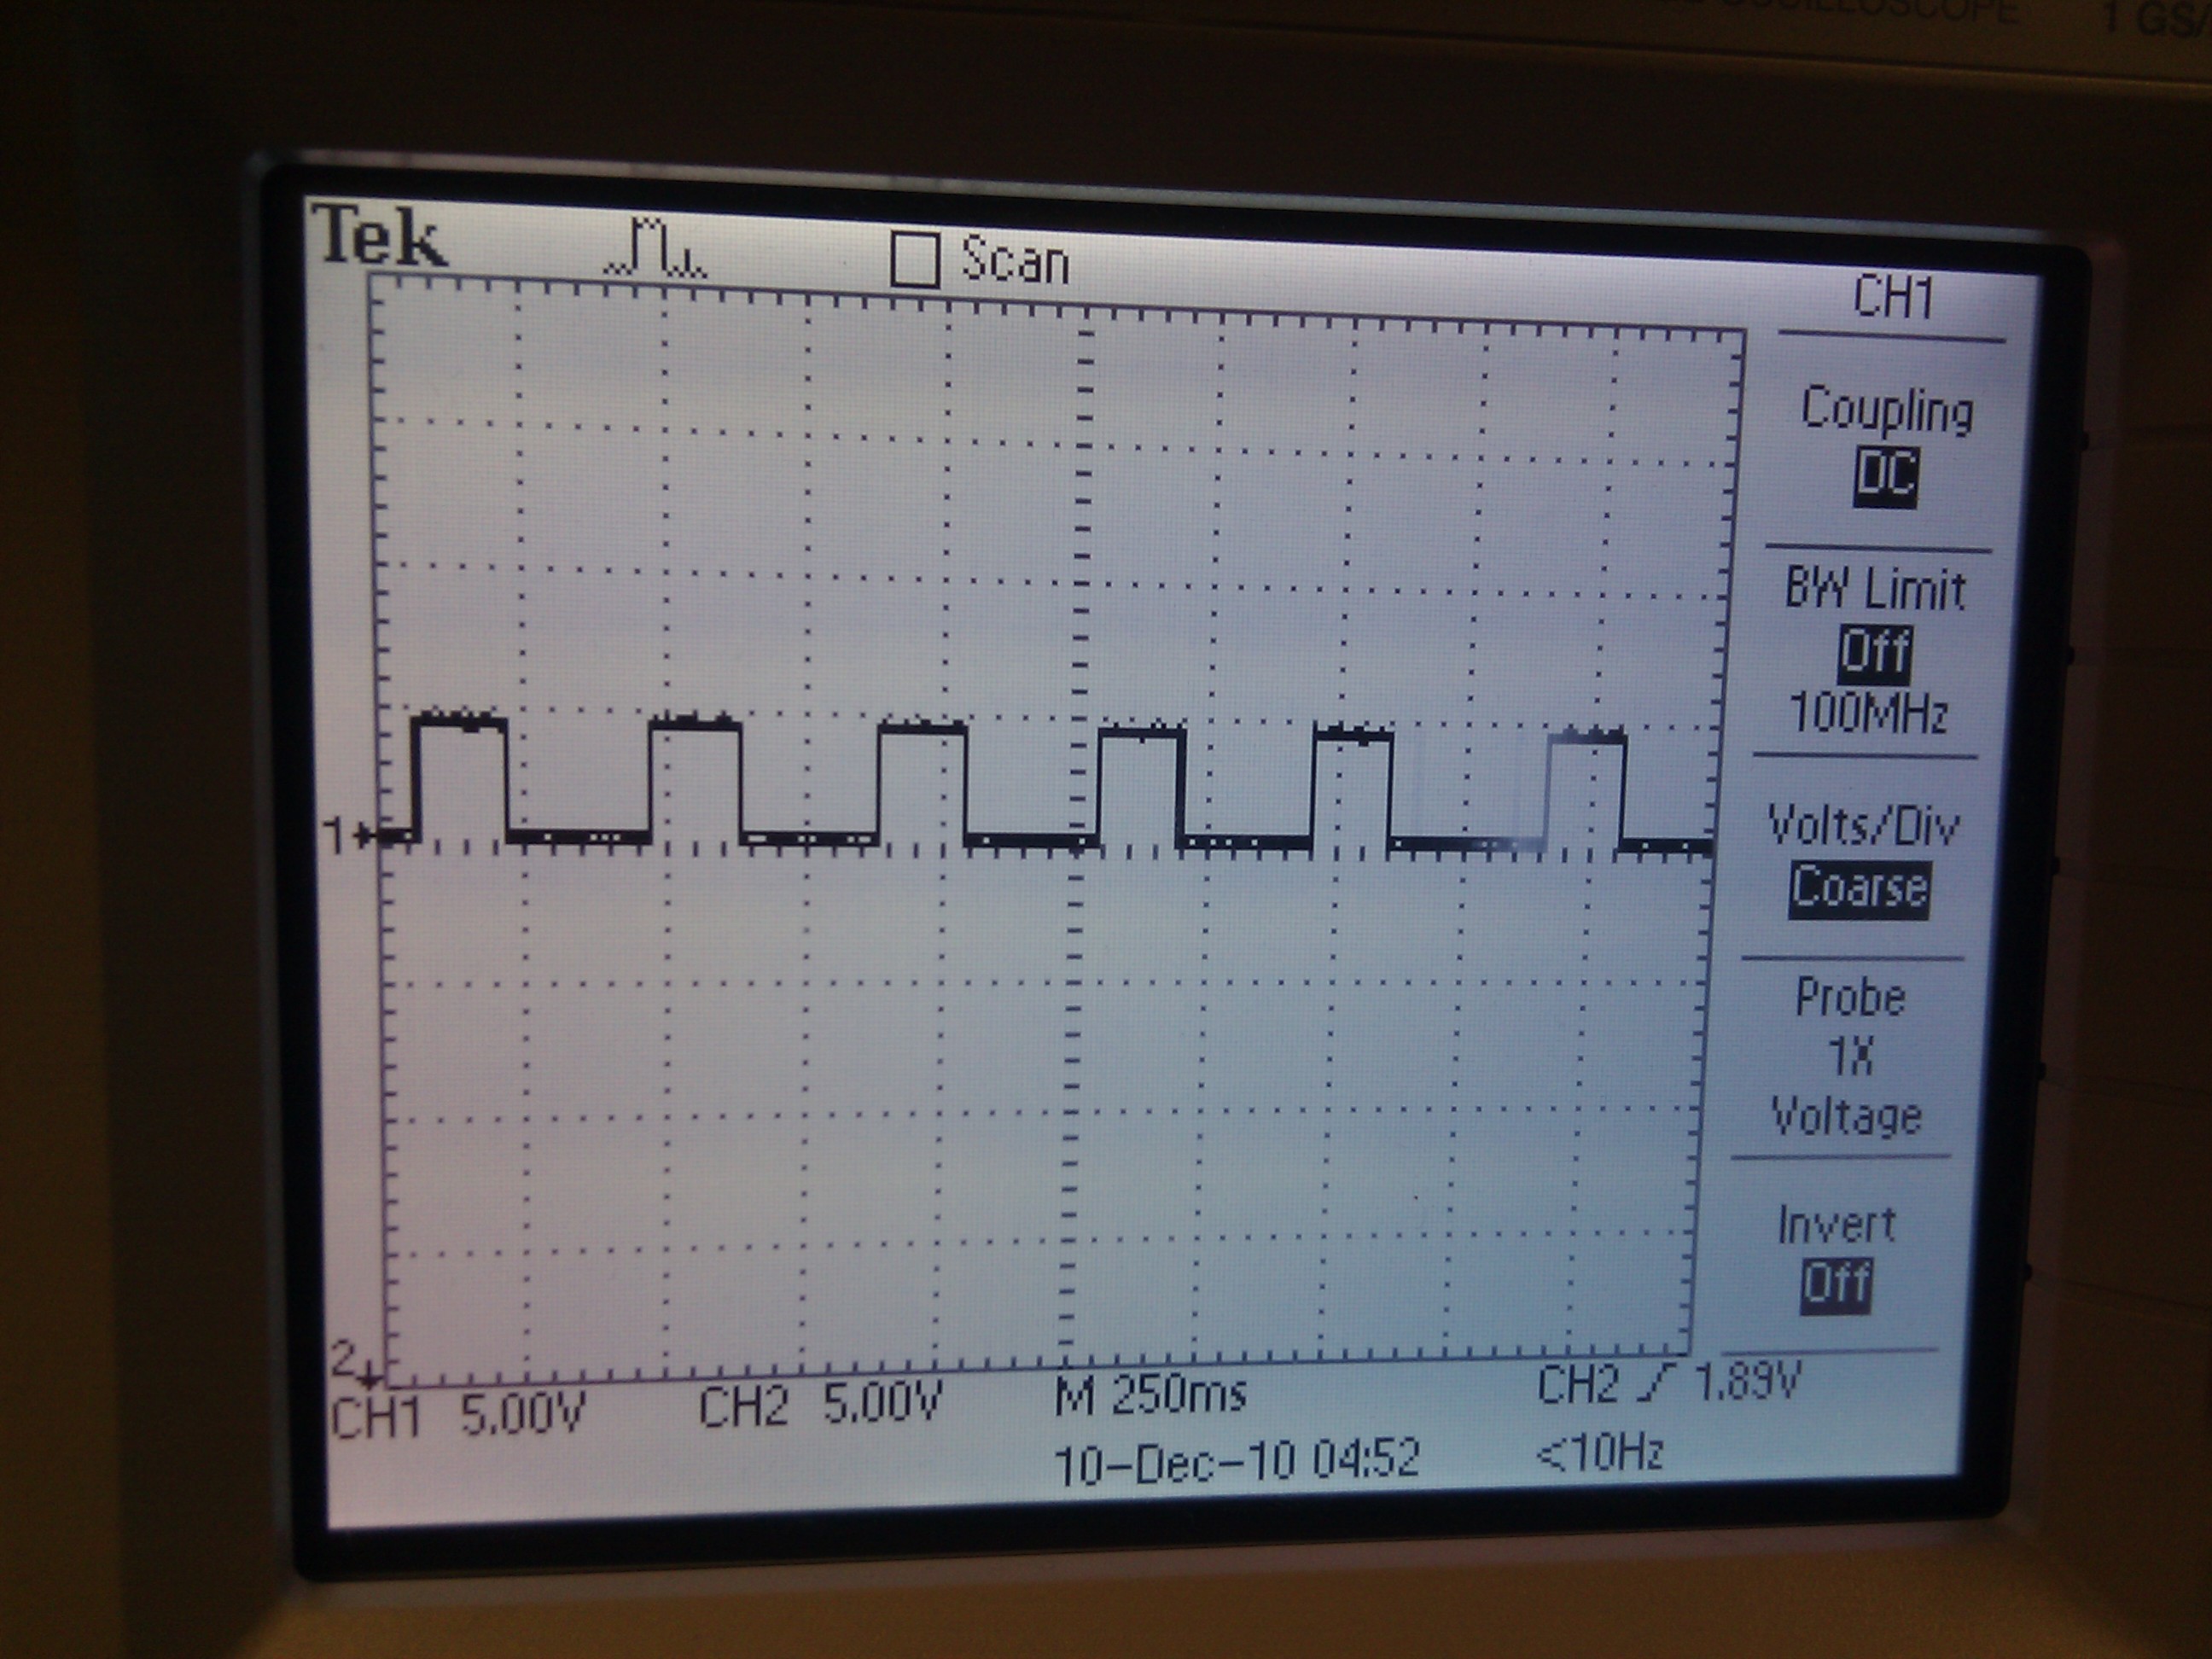 OSCILLOSCOPE
1 GS/
Tek
Scan
CH1
Coupling
DC
BW Limit
Off
100MHz
Volts/Div
Coarse
Probe
1X
Voltage
Invert
Off
1
2
CH1 5.00V CH2 5.00V M 250ms CH2 1.89V
10-Dec-10 04:52 <10Hz